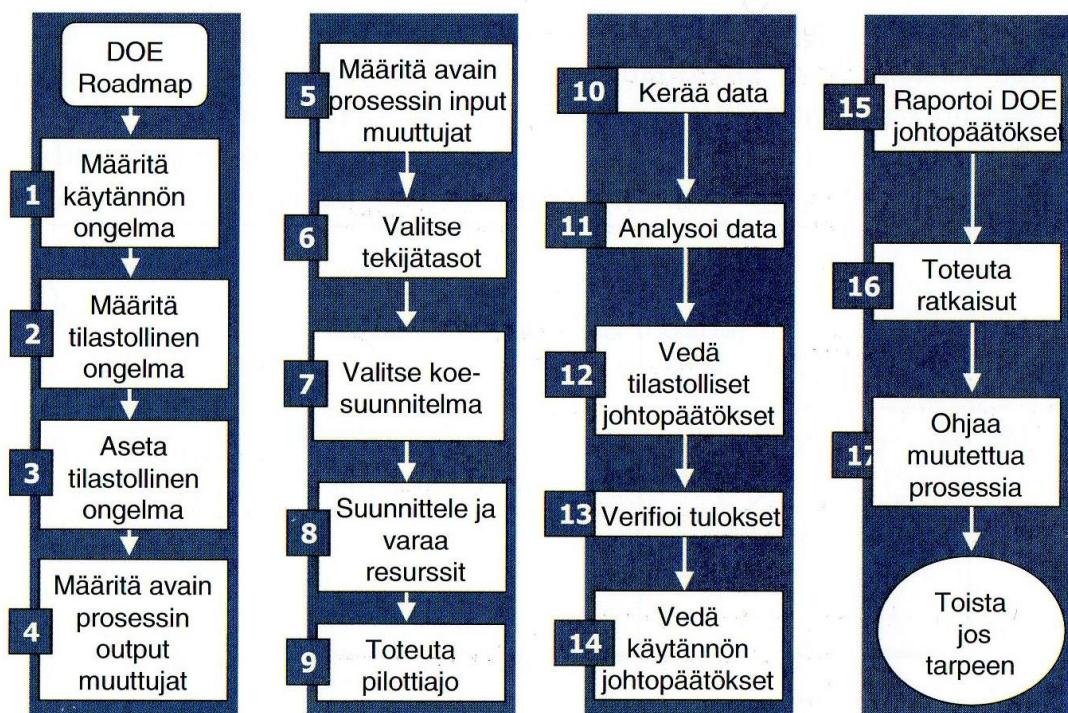 DOE
Roadmap
1
Määritä
käytännön
ongelma
2
Määritä
tilastollinen
ongelma
3
Aseta
tilastollinen
ongelma
4
Määritä avain
prosessin
output
muuttujat
5
Määritä avain
prosessin input
muuttujat
6
Valitse
tekijätasot
7
Valitse koe-
suunnitelma
8
Suunnittele ja
varaa
resurssit
9
Toteuta
pilottiajo
10
Kerää data
11
Analysoi data
12
Vedä
tilastolliset
johtopäätökset
13
Verifioi tulokset
14
Vedä
käytännön
johtopäätökset
15
Raportoi DOE
johtopäätökset
16
Toteuta
ratkaisut
17
Ohjaa
muutettua
prosessia
Toista
jos
tarpeen